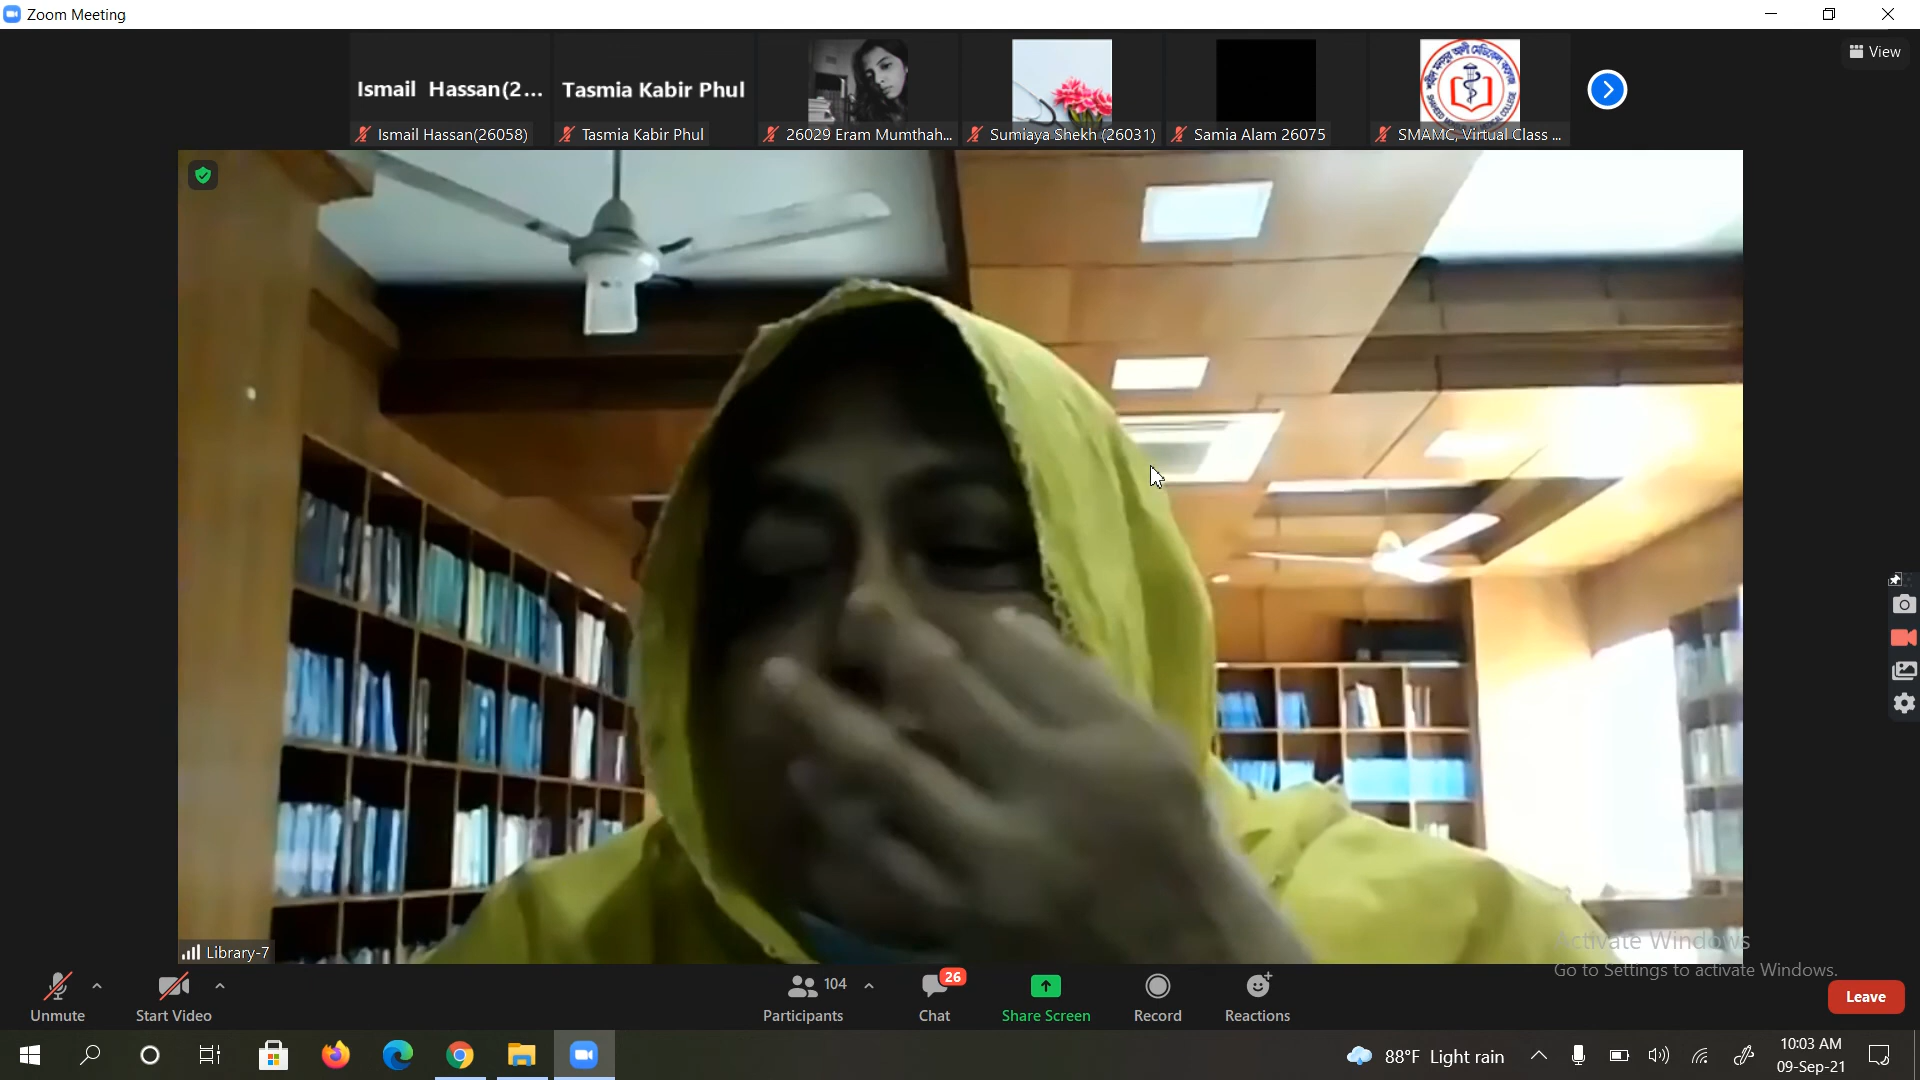 Zoom Meeting
View
Ismail Hassan(2...
Tasmia Kabir Phul
Ismail Hassan(26058)
Tasmia Kabir Phul
26029 Eram Mumthah...
Sumiaya Shekh (26031)
Samia Alam 26075
SMAMC, Virtual Class ...
Library-7
Activate Windows
Go to Settings to activate Windows.
Unmute
Start Video
104
Participants
26
Chat
Share Screen
Record
Reactions
Leave
88°F Light rain
10:03 AM
09-Sep-21